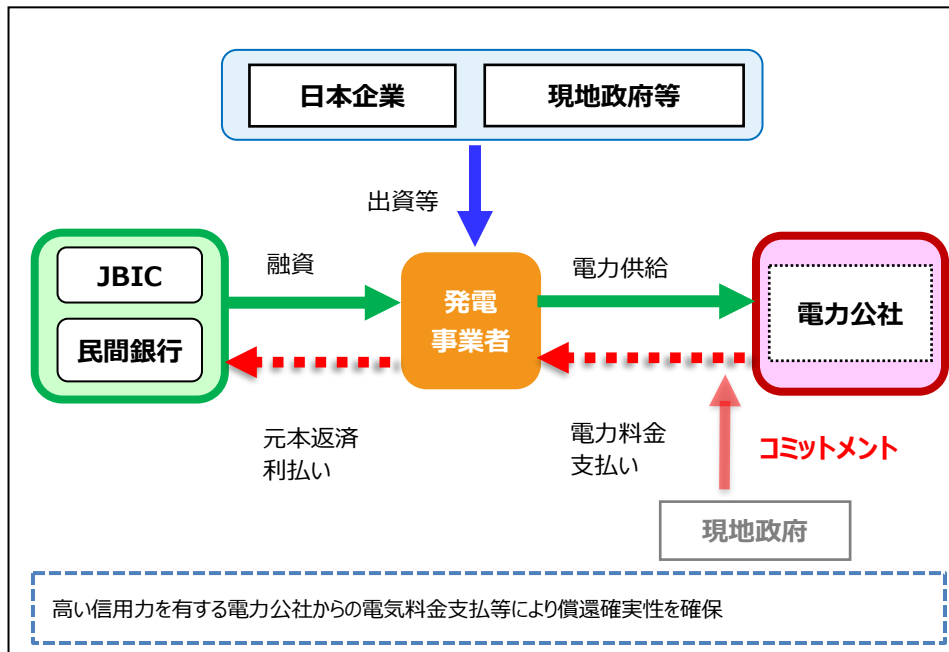 日本企業
現地政府等
出資等
JBIC
民間銀行
融資
発電
事業者
電力供給
電力公社
元本返済
利払い
電力料金
支払い
コミットメント
現地政府
高い信用力を有する電力公社からの電気料金支払等により償還確実性を確保